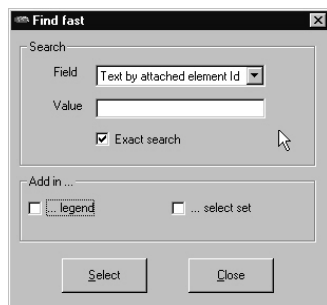 Find fast
Search
Field Text by attached element Id
Value
Exact search
Add in ...
... legend ... select set
Select Close